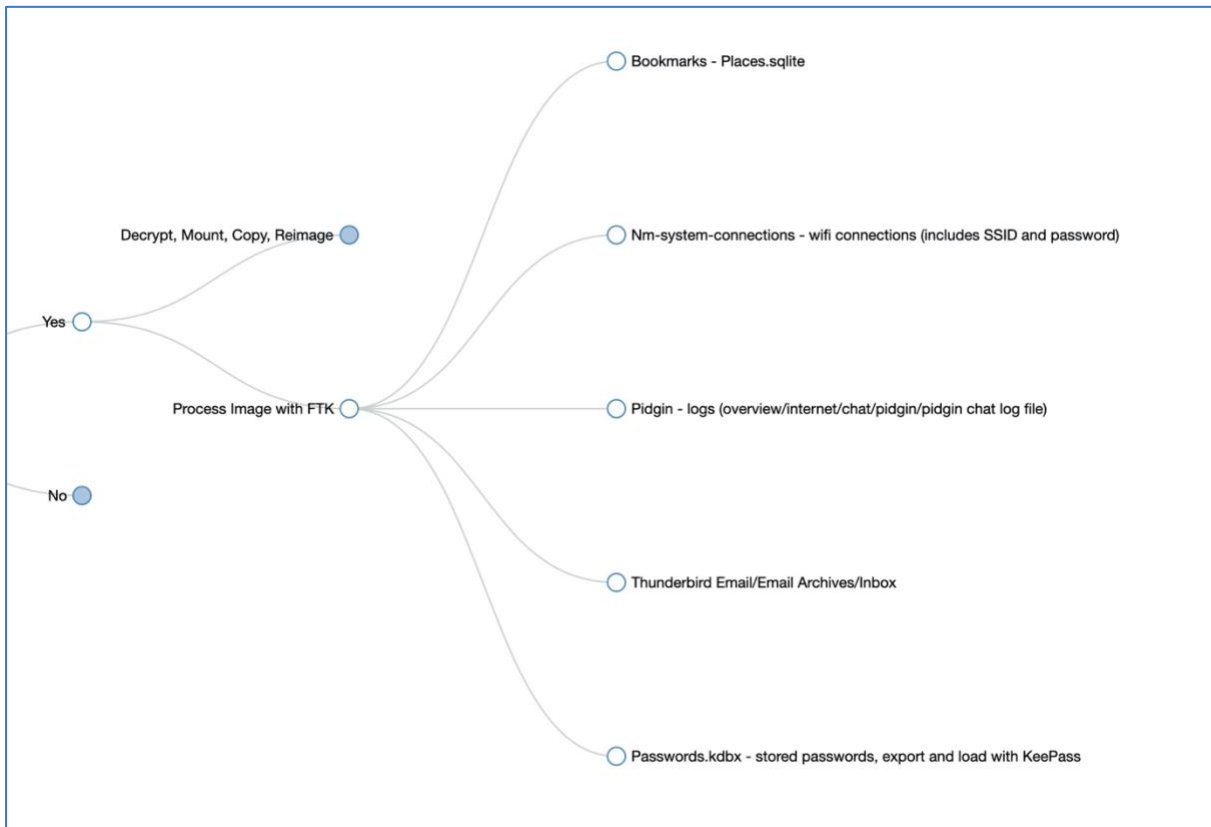 Bookmarks - Places.sqlite
Decrypt, Mount, Copy, Reimage
Nm-system-connections - wifi connections (includes SSID and password)
Yes
Process Image with FTK
Pidgin - logs (overview/internet/chat/pidgin/pidgin chat log file)
No
Thunderbird Email/Email Archives/Inbox
Passwords.kdbx - stored passwords, export and load with KeePass